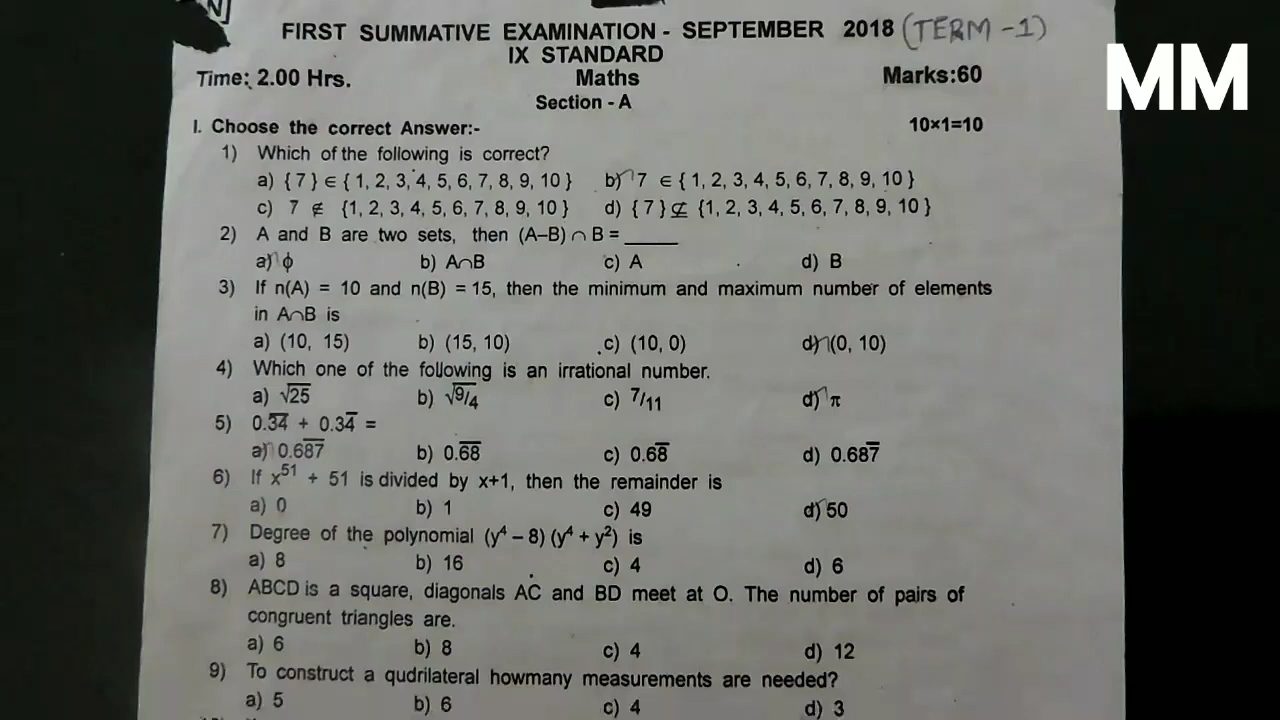 N
FIRST SUMMATIVE EXAMINATION - SEPTEMBER 2018 (TERM -1)
IX STANDARD
Time: 2.00 Hrs. Maths Marks:60
MM
Section - A
I. Choose the correct Answer:- 10×1=10
1) Which of the following is correct?
a) {7} ∈ {1, 2, 3, 4, 5, 6, 7, 8, 9, 10} b) 7 ∈ {1, 2, 3, 4, 5, 6, 7, 8, 9, 10}
c) 7 ∉ {1, 2, 3, 4, 5, 6, 7, 8, 9, 10} d) {7} ⊈ {1, 2, 3, 4, 5, 6, 7, 8, 9, 10}
2) A and B are two sets, then (A–B) ∩ B = _____
a) ϕ b) A∩B c) A d) B
3) If n(A) = 10 and n(B) = 15, then the minimum and maximum number of elements
in A∩B is
a) (10, 15) b) (15, 10) c) (10, 0) d) (0, 10)
4) Which one of the following is an irrational number.
a) √25 b) √9/4 c) 7/11 d) π
5) 0.3̅4̅ + 0.34̅ =
a) 0.68̅7̅ b) 0.6̅8̅ c) 0.68̅ d) 0.687̅
6) If x⁵¹ + 51 is divided by x+1, then the remainder is
a) 0 b) 1 c) 49 d) 50
7) Degree of the polynomial (y⁴ – 8) (y⁴ + y²) is
a) 8 b) 16 c) 4 d) 6
8) ABCD is a square, diagonals AC and BD meet at O. The number of pairs of
congruent triangles are.
a) 6 b) 8 c) 4 d) 12
9) To construct a qudrilateral howmany measurements are needed?
a) 5 b) 6 c) 4 d) 3